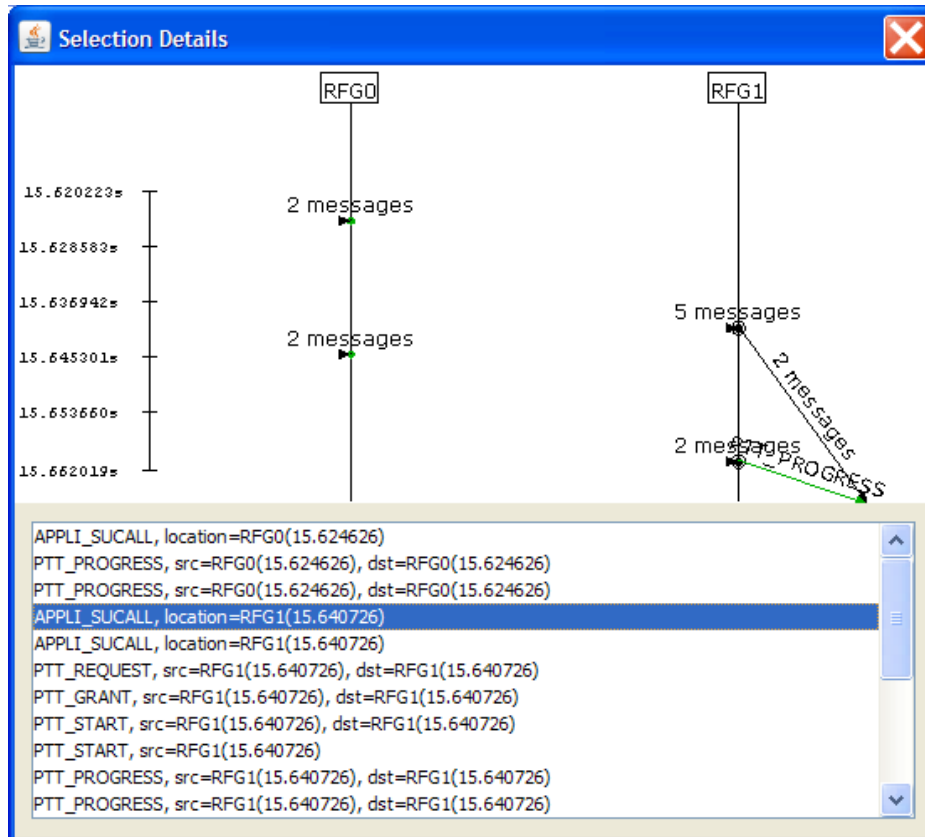 Selection Details
RFG0
RFG1
15.620223s
2 messages
15.628583s
15.636942s
5 messages
2 messages
15.645301s
2 messages
15.653660s
2 messages
PTT_PROGRESS
15.662019s
APPLI_SUCALL, location=RFG0(15.624626)
PTT_PROGRESS, src=RFG0(15.624626), dst=RFG0(15.624626)
PTT_PROGRESS, src=RFG0(15.624626), dst=RFG0(15.624626)
APPLI_SUCALL, location=RFG1(15.640726)
APPLI_SUCALL, location=RFG1(15.640726)
PTT_REQUEST, src=RFG1(15.640726), dst=RFG1(15.640726)
PTT_GRANT, src=RFG1(15.640726), dst=RFG1(15.640726)
PTT_START, src=RFG1(15.640726), dst=RFG1(15.640726)
PTT_START, src=RFG1(15.640726)
PTT_PROGRESS, src=RFG1(15.640726), dst=RFG1(15.640726)
PTT_PROGRESS, src=RFG1(15.640726), dst=RFG1(15.640726)